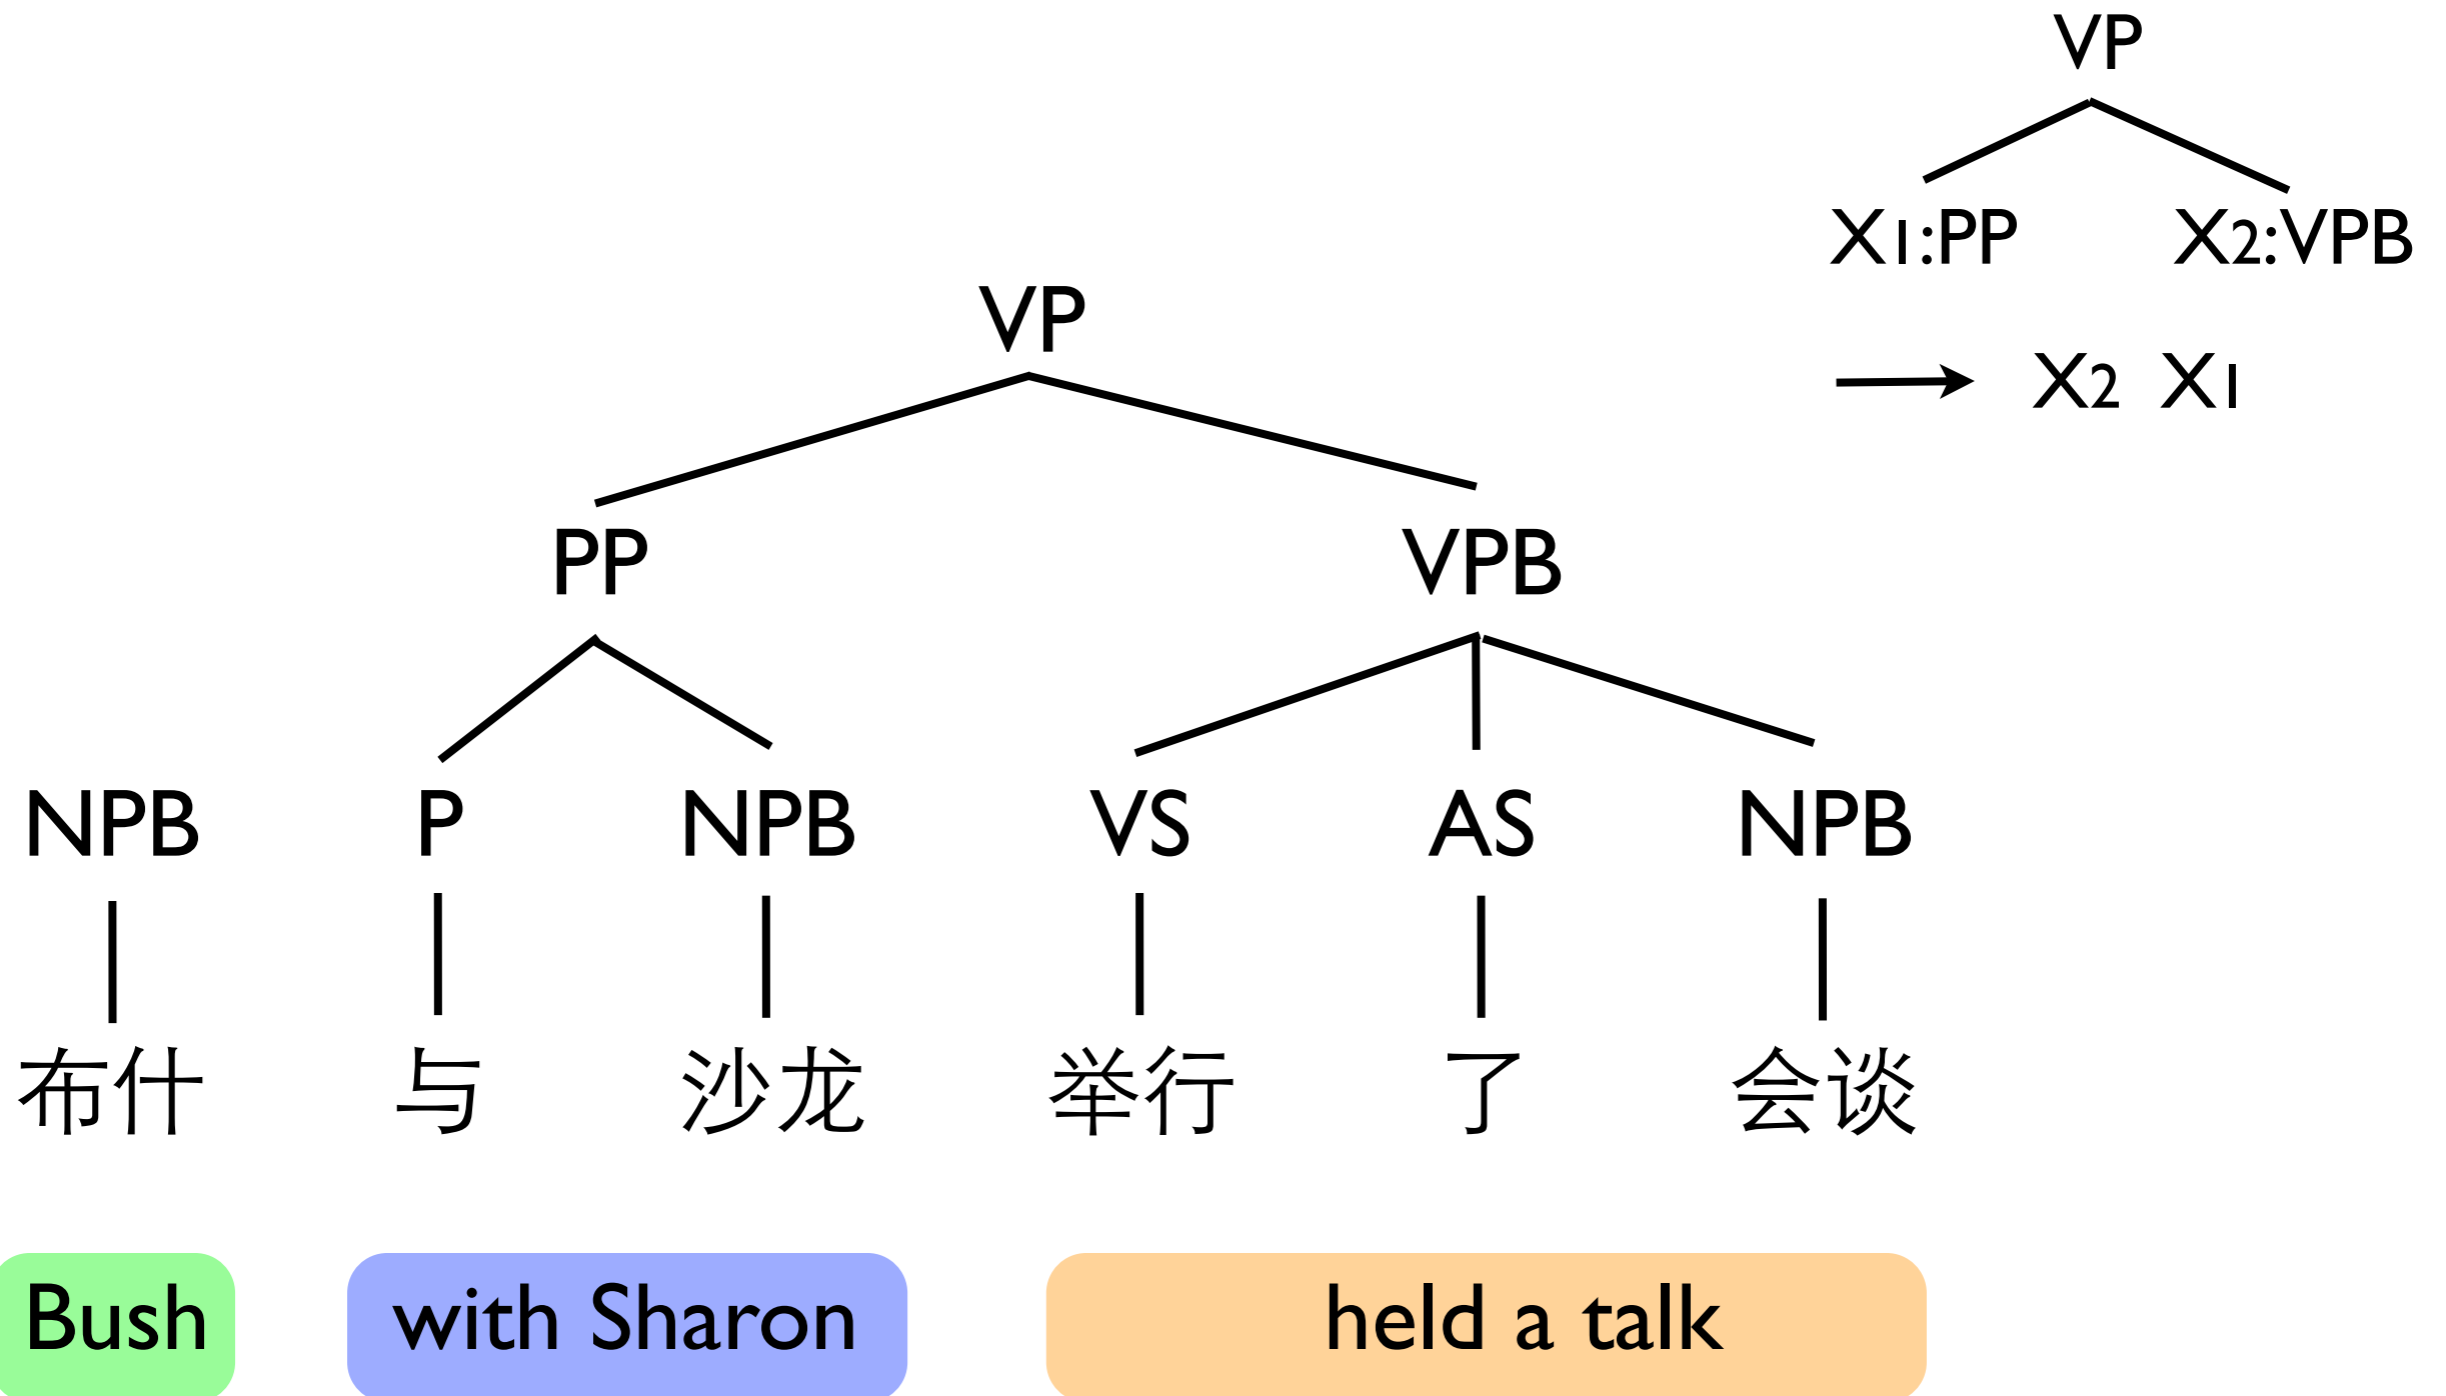 VP
X1:PP X2:VPB
X2 X1
VP
PP VPB
NPB P NPB VS AS NPB
布什 与 沙龙 举行 了 会谈
Bush with Sharon held a talk